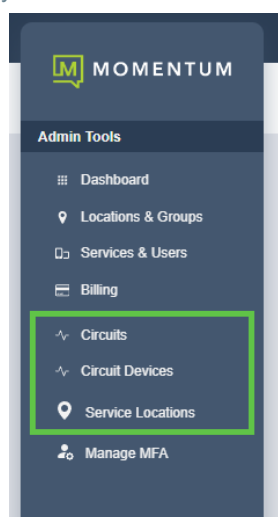 MOMENTUM
Admin Tools
Dashboard
Locations & Groups
Services & Users
Billing
Circuits
Circuit Devices
Service Locations
Manage MFA